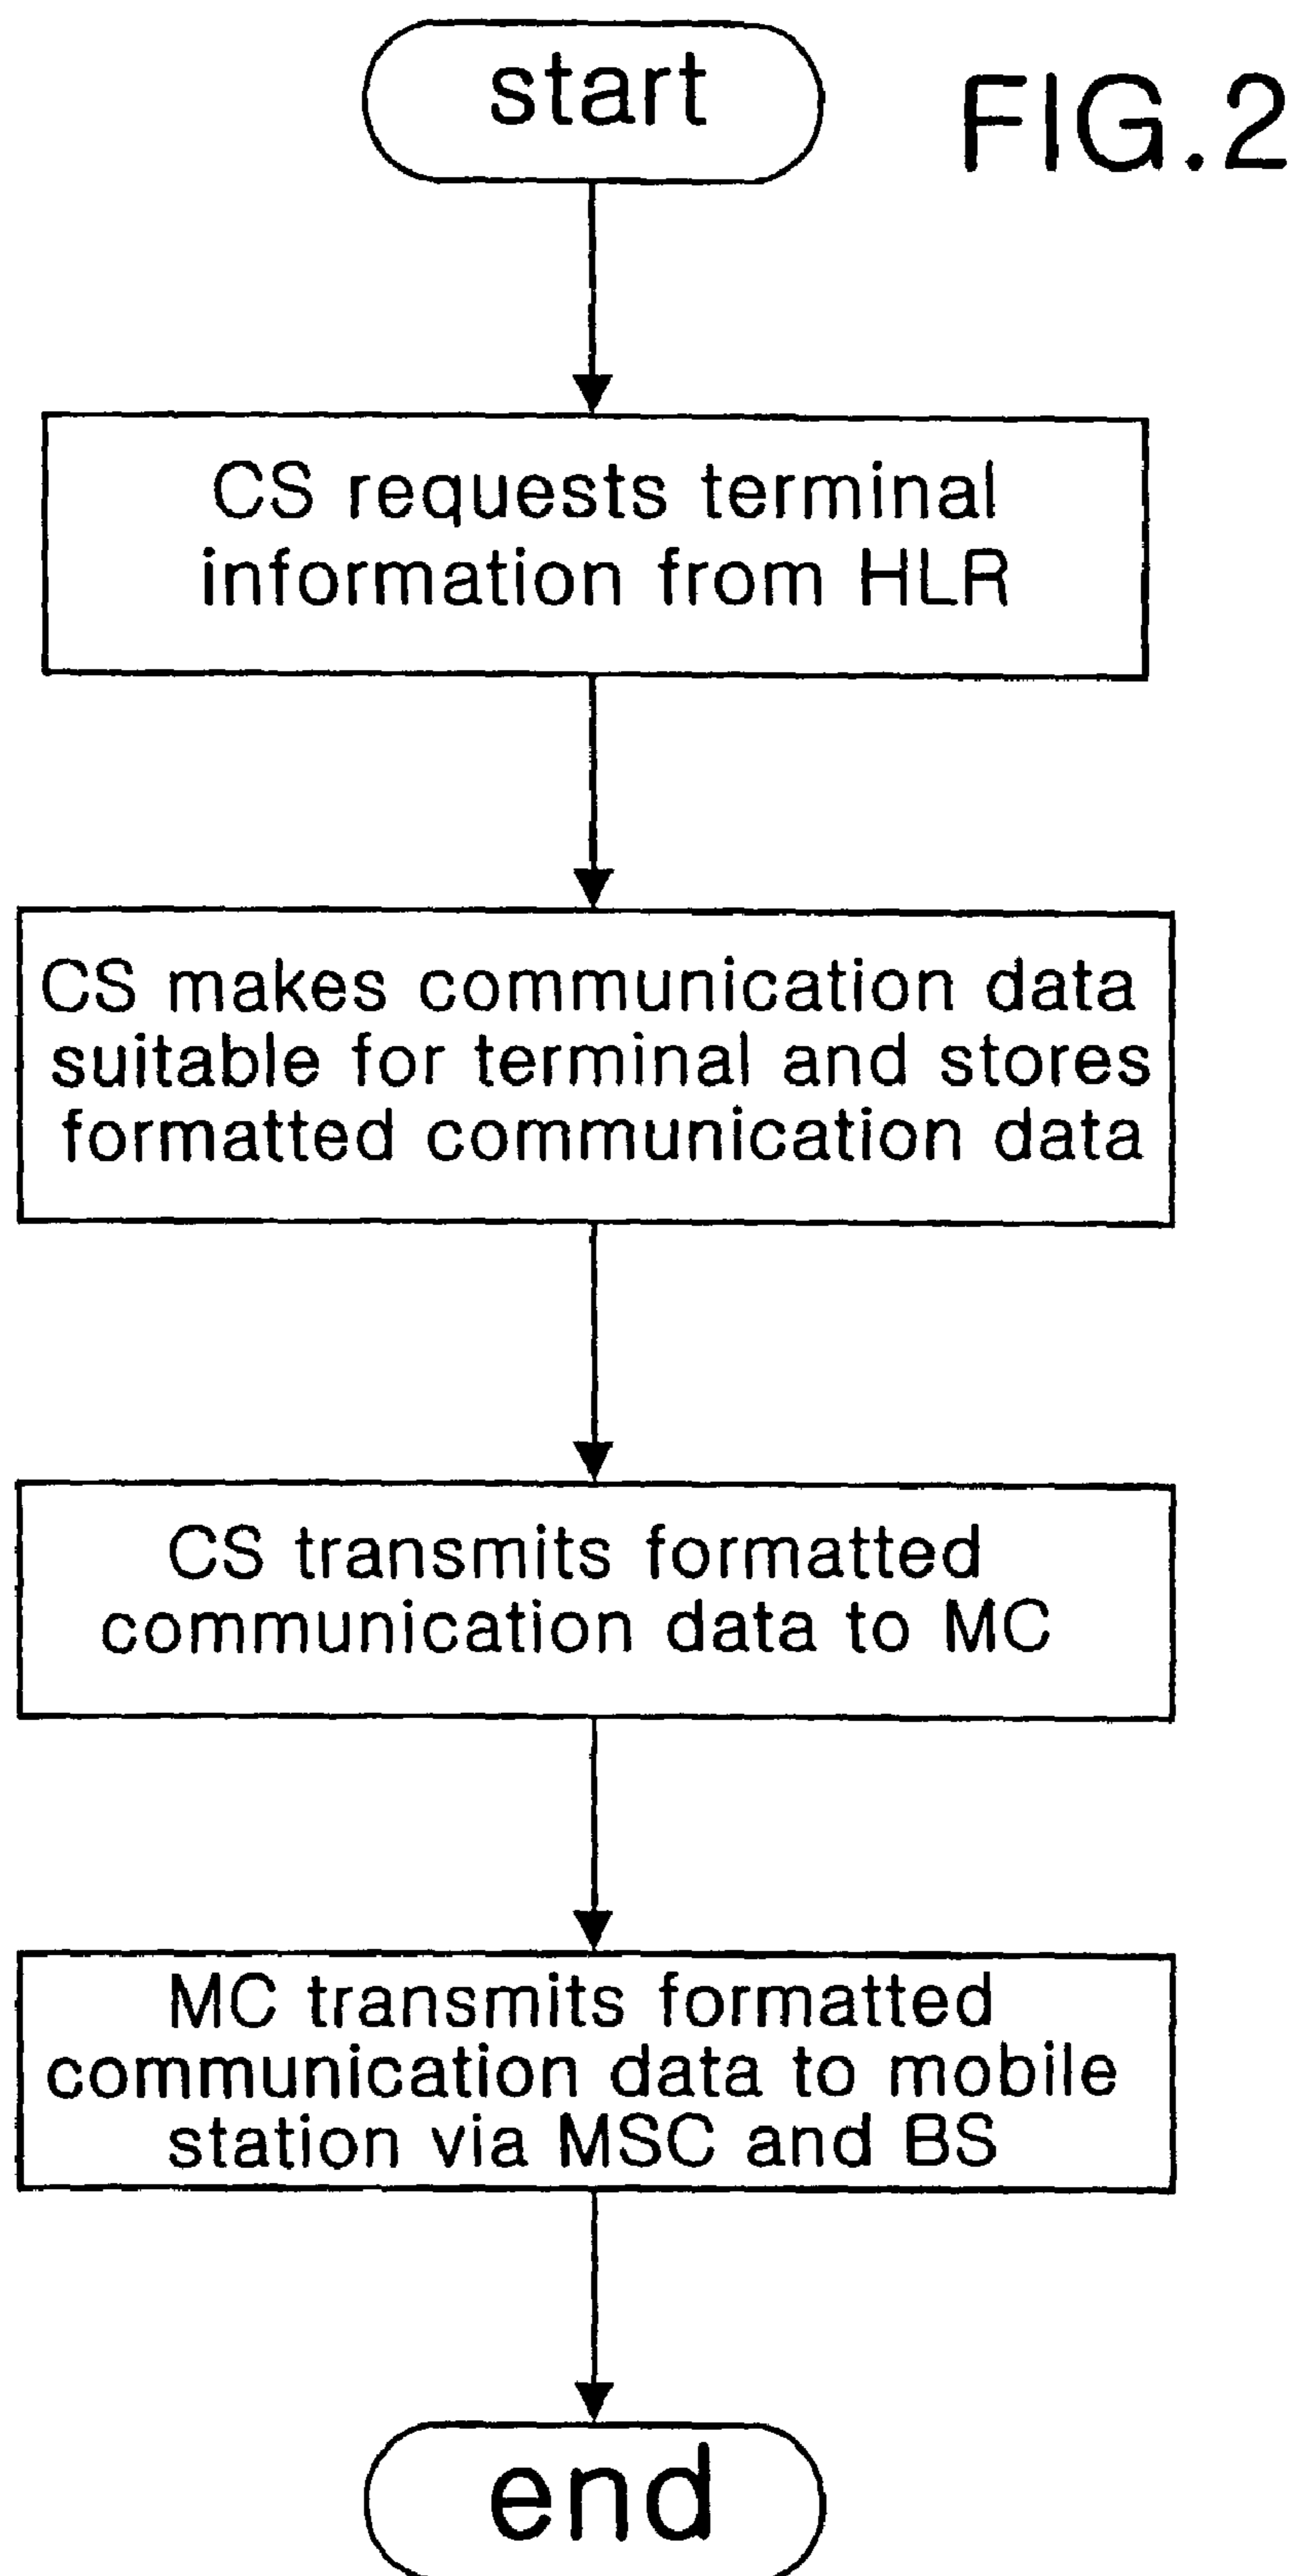 start
FIG.2
CS requests terminal
information from HLR
CS makes communication data
suitable for terminal and stores
formatted communication data
CS transmits formatted
communication data to MC
MC transmits formatted
communication data to mobile
station via MSC and BS
end